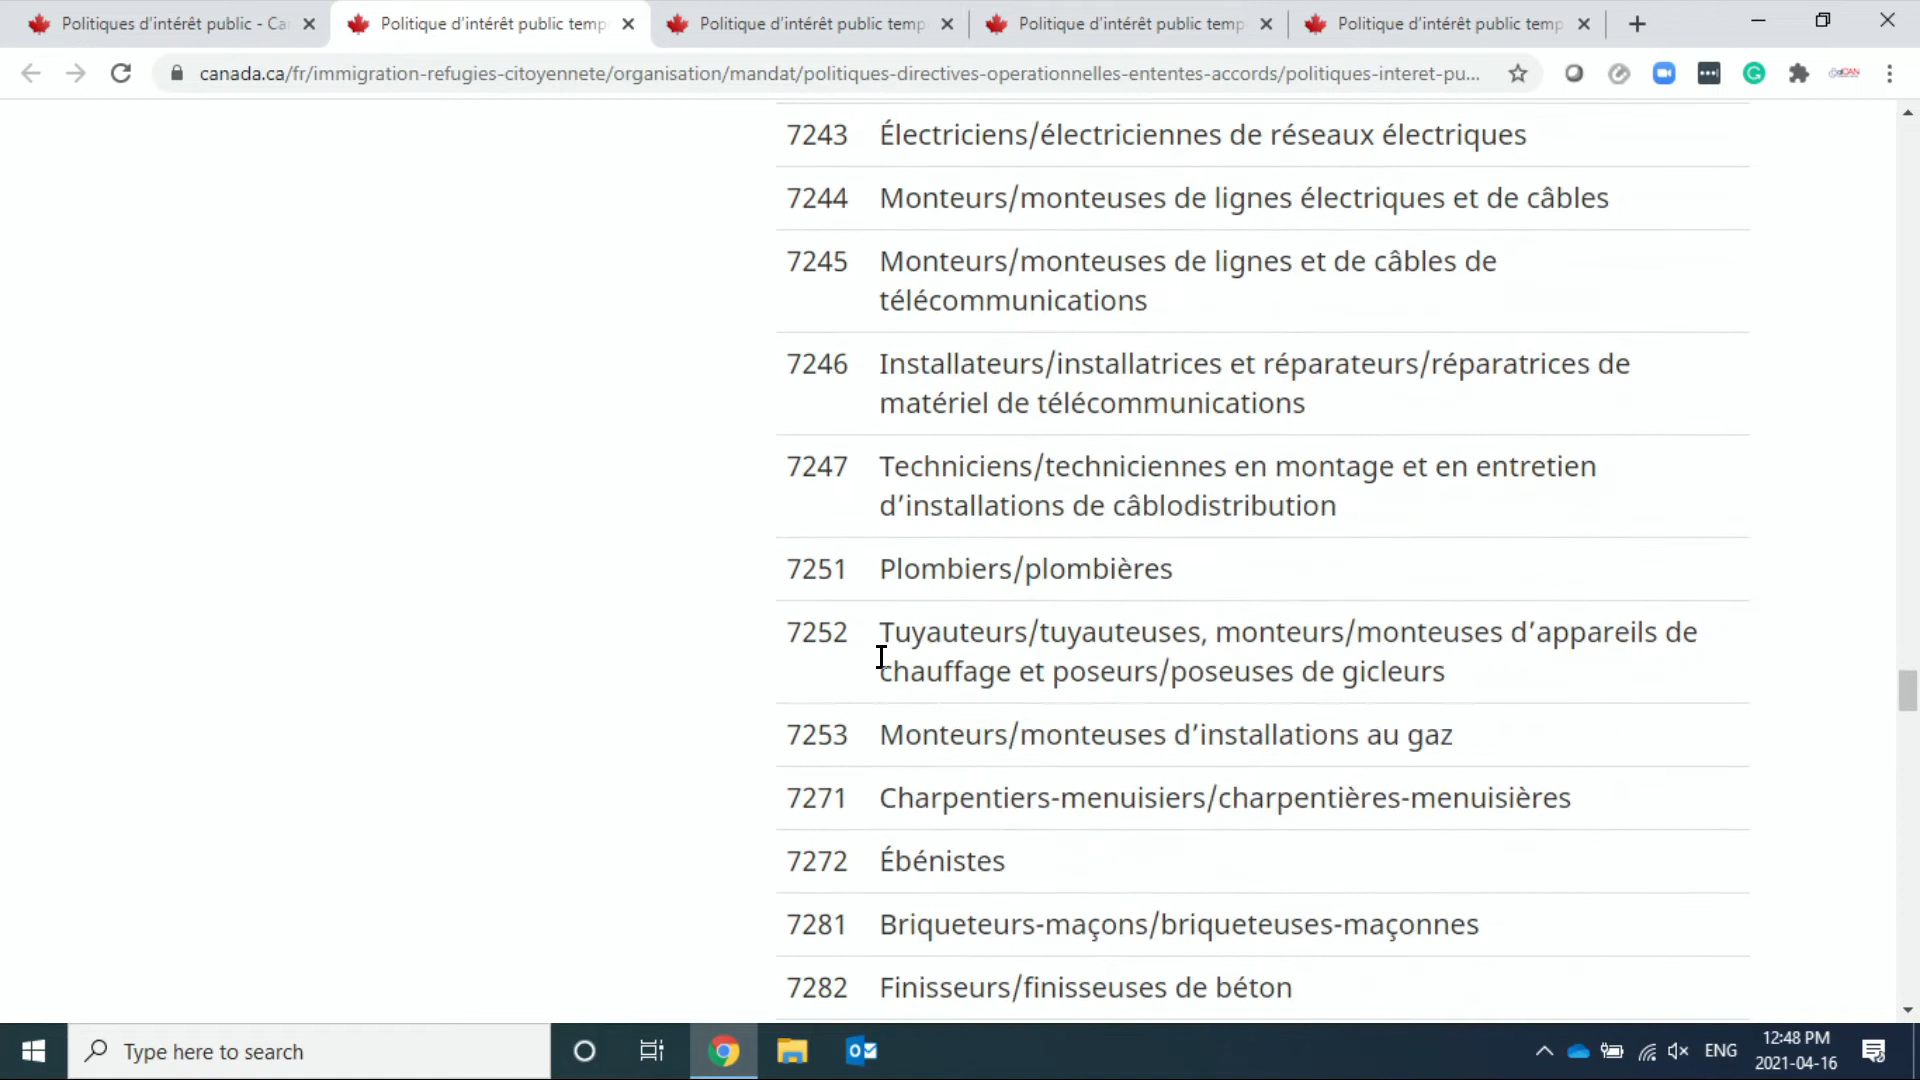 Politiques d'intérêt public - Ca
Politique d'intérêt public temp
Politique d'intérêt public temp
Politique d'intérêt public temp
Politique d'intérêt public temp
canada.ca/fr/immigration-refugies-citoyennete/organisation/mandat/politiques-directives-operationnelles-ententes-accords/politiques-interet-pu...
7243 Électriciens/électriciennes de réseaux électriques
7244 Monteurs/monteuses de lignes électriques et de câbles
7245 Monteurs/monteuses de lignes et de câbles de
télécommunications
7246 Installateurs/installatrices et réparateurs/réparatrices de
matériel de télécommunications
7247 Techniciens/techniciennes en montage et en entretien
d’installations de câblodistribution
7251 Plombiers/plombières
7252 Tuyauteurs/tuyauteuses, monteurs/monteuses d’appareils de
chauffage et poseurs/poseuses de gicleurs
7253 Monteurs/monteuses d’installations au gaz
7271 Charpentiers-menuisiers/charpentières-menuisières
7272 Ébénistes
7281 Briqueteurs-maçons/briqueteuses-maçonnes
7282 Finisseurs/finisseuses de béton
Type here to search
ENG
12:48 PM
2021-04-16